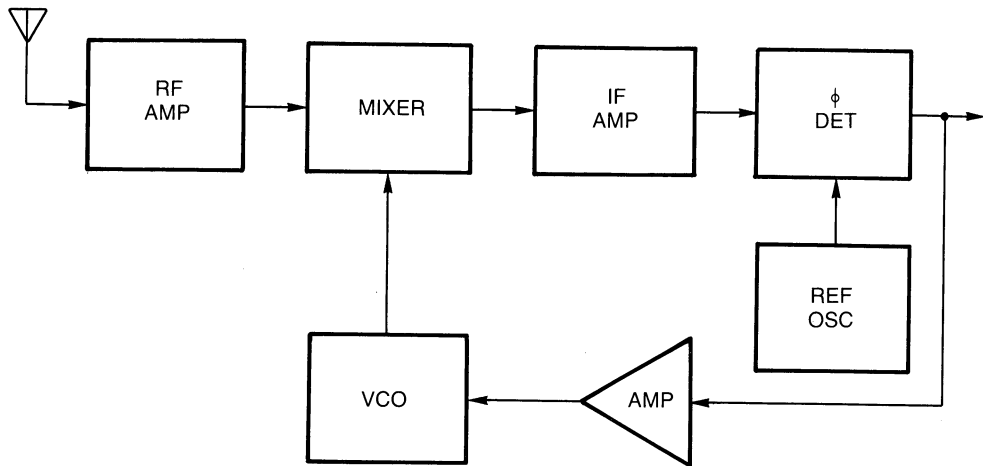 RF
AMP
MIXER
IF
AMP
ϕ
DET
REF
OSC
VCO
AMP